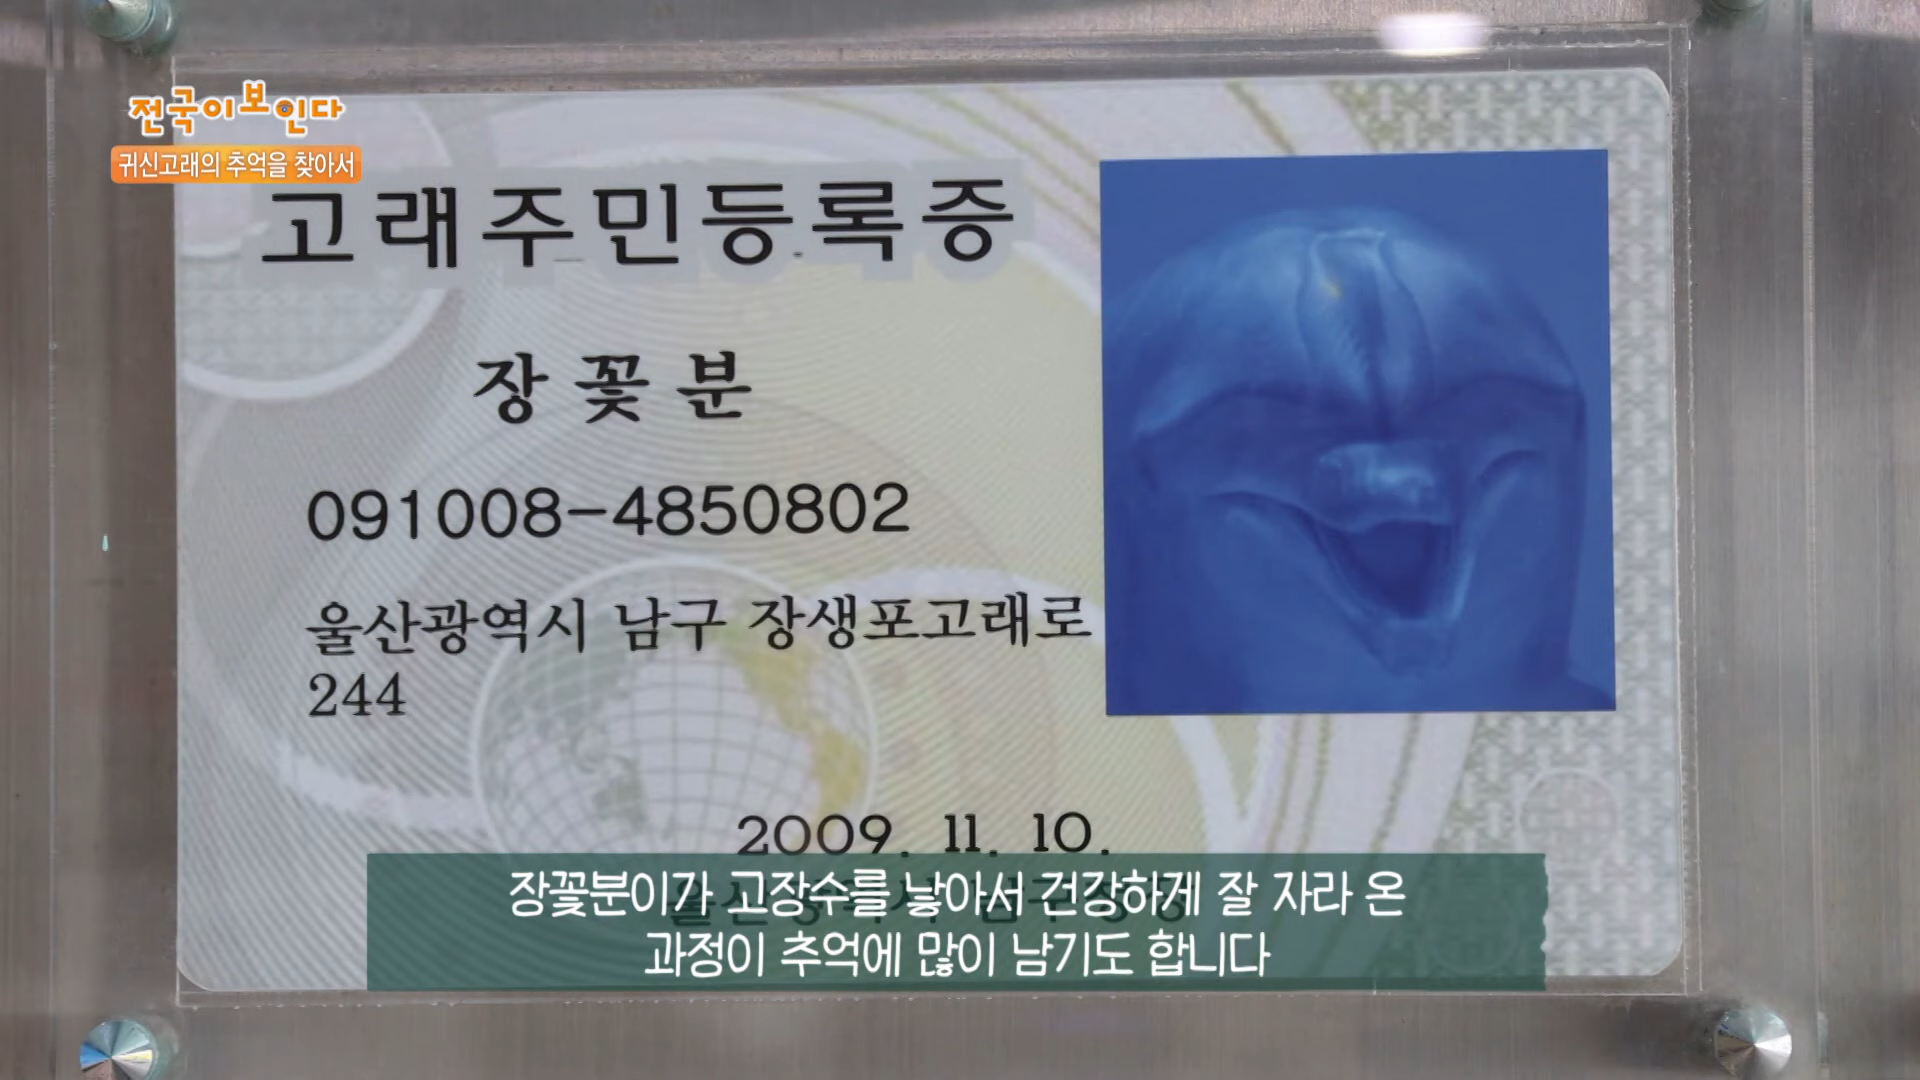 전국이보인다
귀신고래의 추억을 찾아서
고래주민등록증
장꽃분
091008-4850802
울산광역시 남구 장생포고래로
244
2009. 11. 10.
장꽃분이가 고장수를 낳아서 건강하게 잘 자라 온
과정이 추억에 많이 남기도 합니다